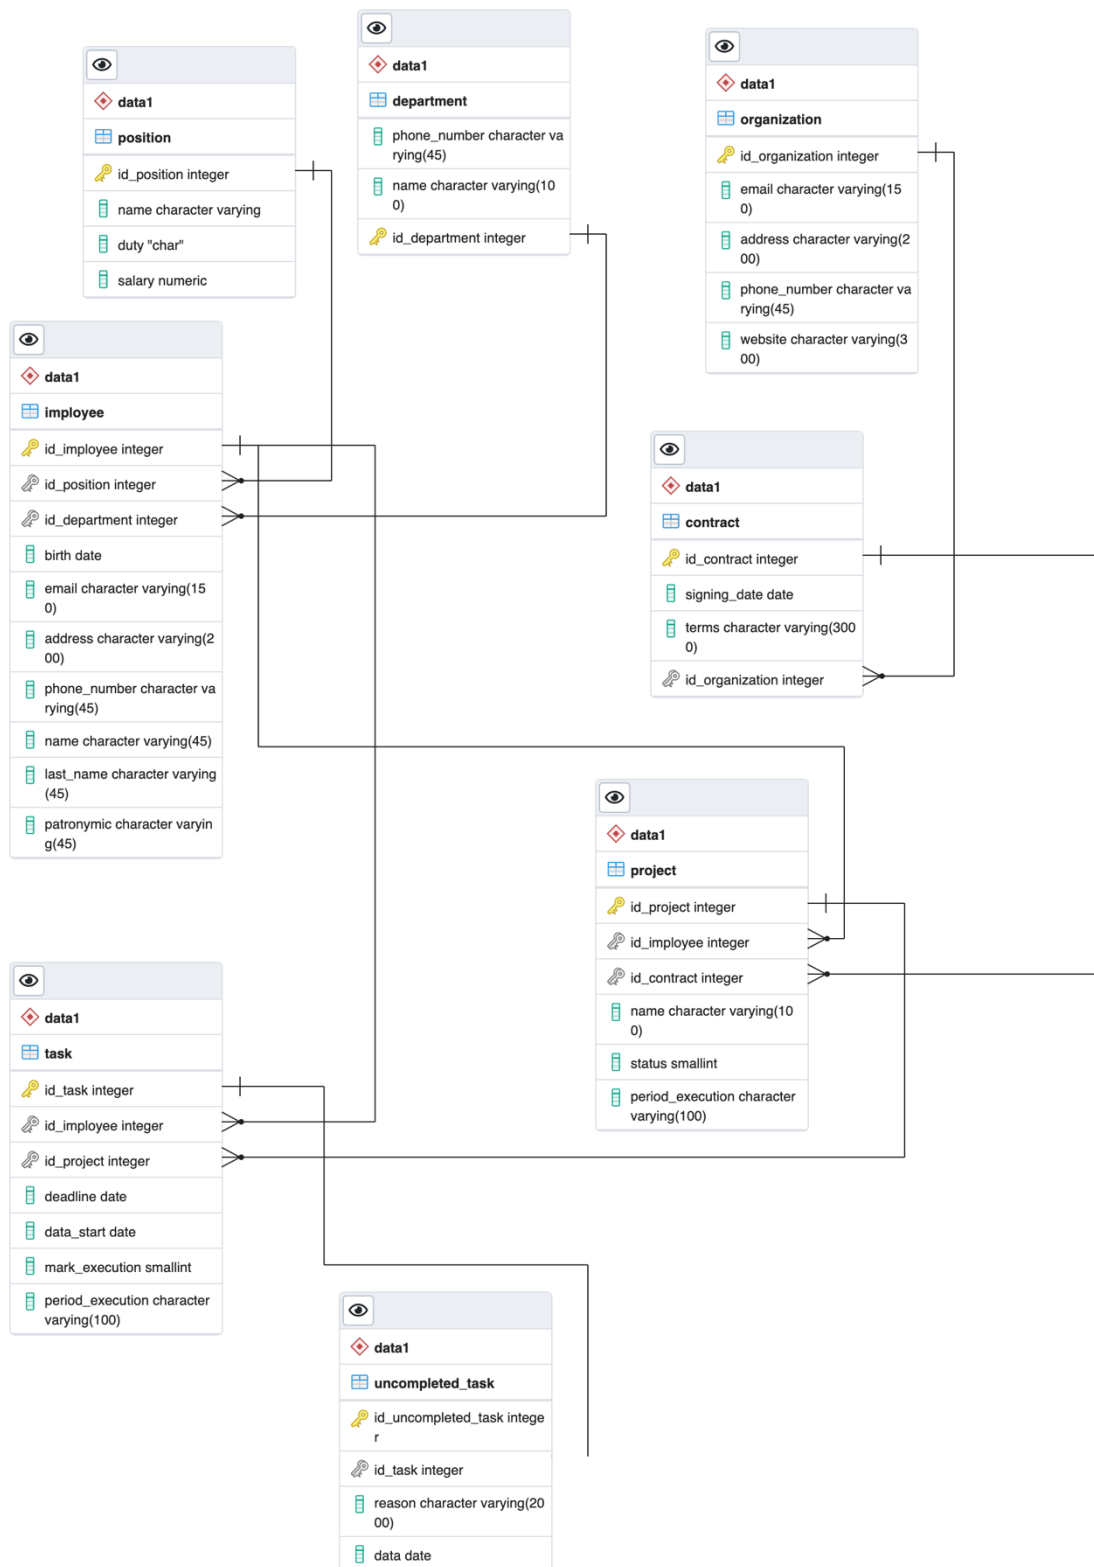 data1
position
id_position integer
name character varying
duty "char"
salary numeric
data1
department
phone_number character va
rying(45)
name character varying(10
0)
id_department integer
data1
organization
id_organization integer
email character varying(15
0)
address character varying(2
00)
phone_number character va
rying(45)
website character varying(3
00)
data1
imployee
id_imployee integer
id_position integer
id_department integer
birth date
email character varying(15
0)
address character varying(2
00)
phone_number character va
rying(45)
name character varying(45)
last_name character varying
(45)
patronymic character varyin
g(45)
data1
contract
id_contract integer
signing_date date
terms character varying(300
0)
id_organization integer
data1
project
id_project integer
id_imployee integer
id_contract integer
name character varying(10
0)
status smallint
period_execution character
varying(100)
data1
task
id_task integer
id_imployee integer
id_project integer
deadline date
data_start date
mark_execution smallint
period_execution character
varying(100)
data1
uncompleted_task
id_uncompleted_task intege
r
id_task integer
reason character varying(20
00)
data date